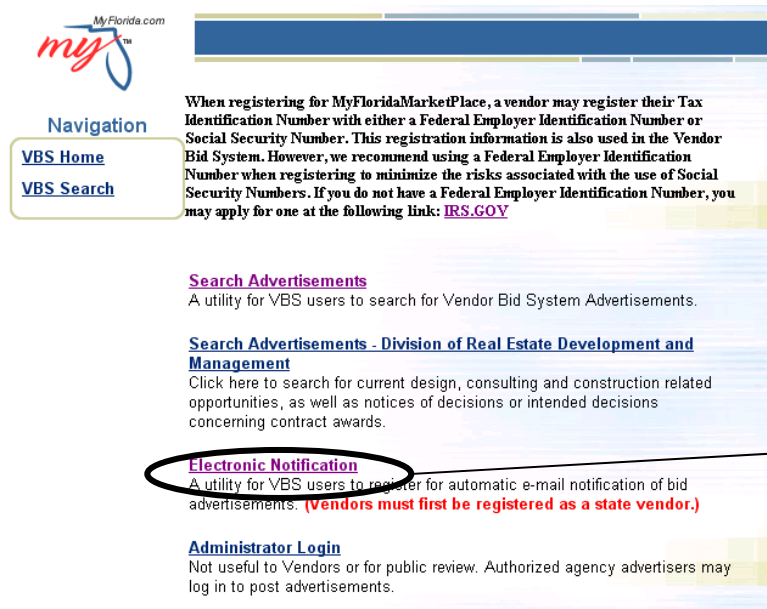 MyFlorida.com
my TM
Navigation
VBS Home
VBS Search
When registering for MyFloridaMarketPlace, a vendor may register their Tax
Identification Number with either a Federal Employer Identification Number or
Social Security Number. This registration information is also used in the Vendor
Bid System. However, we recommend using a Federal Employer Identification
Number when registering to minimize the risks associated with the use of Social
Security Numbers. If you do not have a Federal Employer Identification Number, you
may apply for one at the following link: IRS.GOV
Search Advertisements
A utility for VBS users to search for Vendor Bid System Advertisements.
Search Advertisements - Division of Real Estate Development and
Management
Click here to search for current design, consulting and construction related
opportunities, as well as notices of decisions or intended decisions
concerning contract awards.
Electronic Notification
A utility for VBS users to register for automatic e-mail notification of bid
advertisements. (Vendors must first be registered as a state vendor.)
Administrator Login
Not useful to Vendors or for public review. Authorized agency advertisers may
log in to post advertisements.